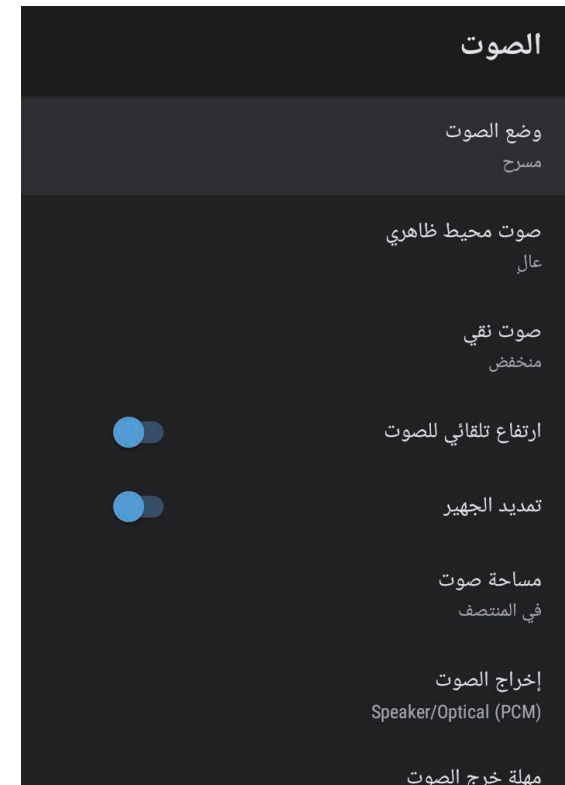 الصوت
وضع الصوت
مسرح
صوت محيط ظاهري
عالٍ
صوت نقي
منخفض
ارتفاع تلقائي للصوت
تمديد الجهير
مساحة صوت
في المنتصف
إخراج الصوت
Speaker/Optical (PCM)
مهلة خرج الصوت